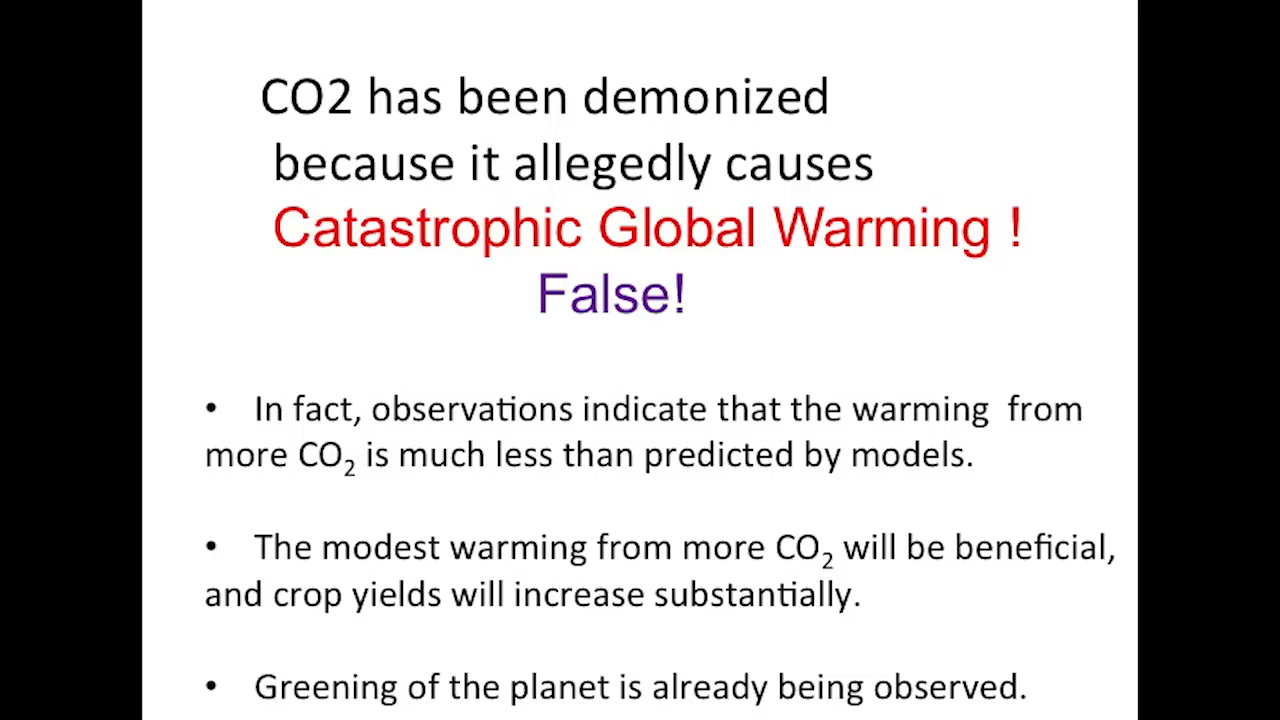 CO2 has been demonized
because it allegedly causes
Catastrophic Global Warming !
False!
• In fact, observations indicate that the warming from
more CO₂ is much less than predicted by models.
• The modest warming from more CO₂ will be beneficial,
and crop yields will increase substantially.
• Greening of the planet is already being observed.